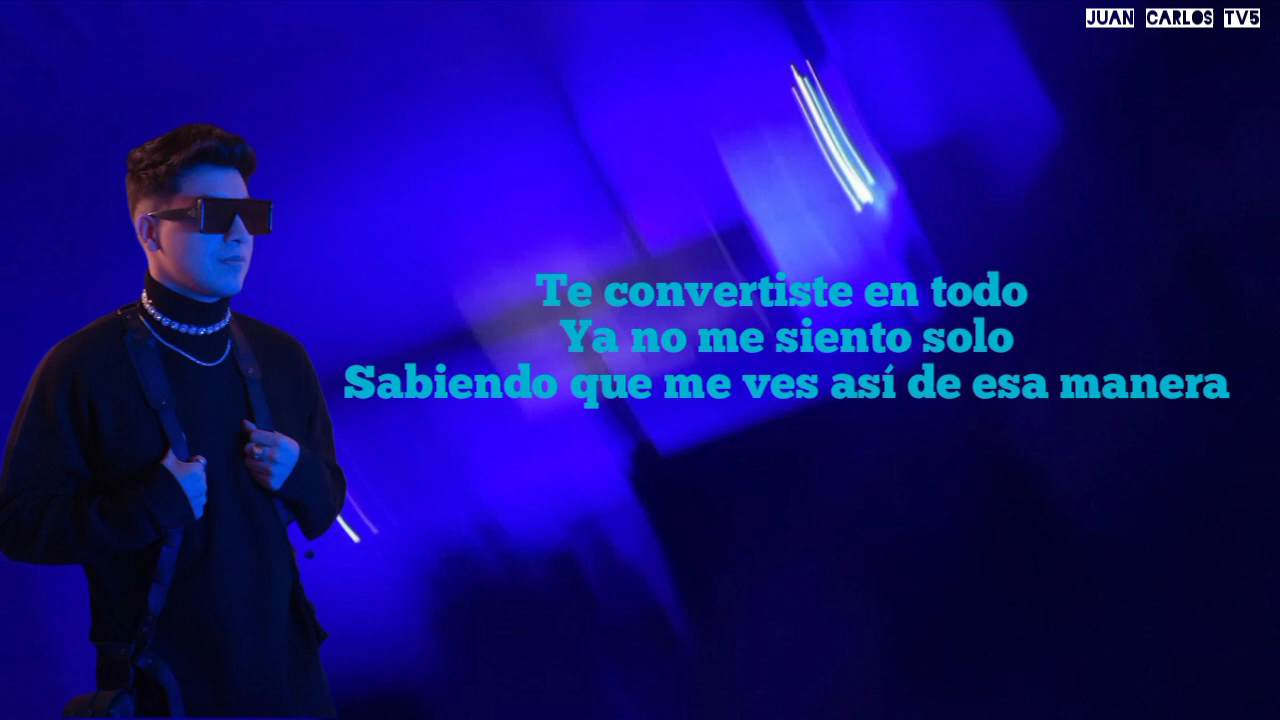 JUAN CARLOS TV5
Te convertiste en todo
Ya no me siento solo
Sabiendo que me ves así de esa manera